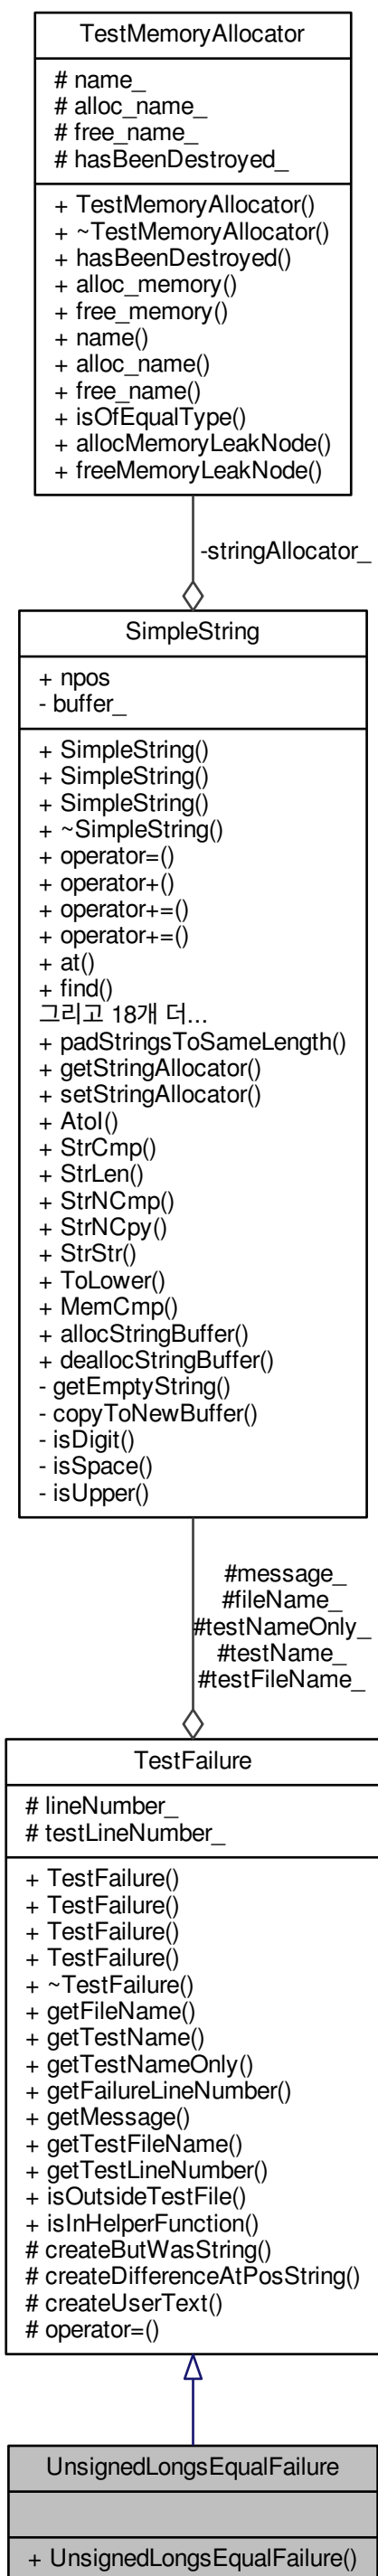 TestMemoryAllocator
# name_
# alloc_name_
# free_name_
# hasBeenDestroyed_
+ TestMemoryAllocator()
+ ~TestMemoryAllocator()
+ hasBeenDestroyed()
+ alloc_memory()
+ free_memory()
+ name()
+ alloc_name()
+ free_name()
+ isOfEqualType()
+ allocMemoryLeakNode()
+ freeMemoryLeakNode()
-stringAllocator_
SimpleString
+ npos
- buffer_
+ SimpleString()
+ SimpleString()
+ SimpleString()
+ ~SimpleString()
+ operator=()
+ operator+()
+ operator+=()
+ operator+=()
+ at()
+ find()
그리고 18개 더...
+ padStringsToSameLength()
+ getStringAllocator()
+ setStringAllocator()
+ AtoI()
+ StrCmp()
+ StrLen()
+ StrNCmp()
+ StrNCpy()
+ StrStr()
+ ToLower()
+ MemCmp()
+ allocStringBuffer()
+ deallocStringBuffer()
- getEmptyString()
- copyToNewBuffer()
- isDigit()
- isSpace()
- isUpper()
#message_
#fileName_
#testNameOnly_
#testName_
#testFileName_
TestFailure
# lineNumber_
# testLineNumber_
+ TestFailure()
+ TestFailure()
+ TestFailure()
+ TestFailure()
+ ~TestFailure()
+ getFileName()
+ getTestName()
+ getTestNameOnly()
+ getFailureLineNumber()
+ getMessage()
+ getTestFileName()
+ getTestLineNumber()
+ isOutsideTestFile()
+ isInHelperFunction()
# createButWasString()
# createDifferenceAtPosString()
# createUserText()
# operator=()
UnsignedLongsEqualFailure
+ UnsignedLongsEqualFailure()